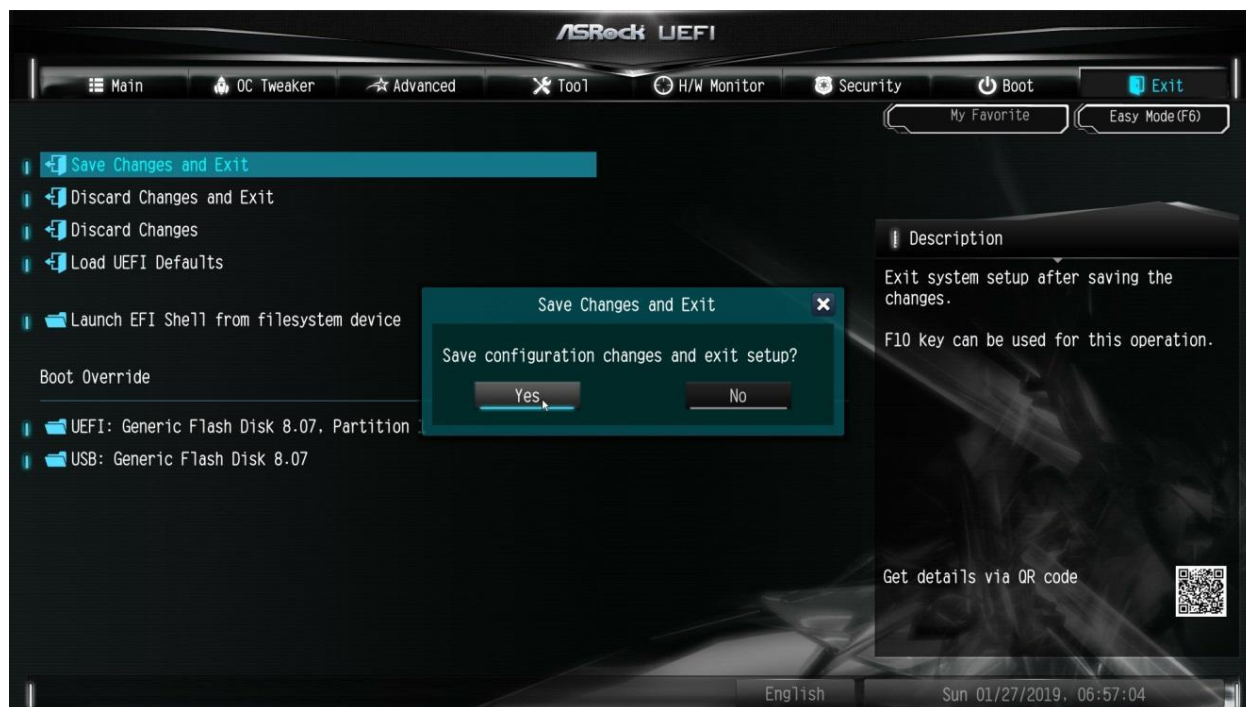 ASRock UEFI
Main
OC Tweaker
Advanced
Tool
H/W Monitor
Security
Boot
Exit
My Favorite
Easy Mode(F6)
Save Changes and Exit
Discard Changes and Exit
Discard Changes
Load UEFI Defaults
Launch EFI Shell from filesystem device
Boot Override
UEFI: Generic Flash Disk 8.07, Partition
USB: Generic Flash Disk 8.07
Save Changes and Exit
Save configuration changes and exit setup?
Yes
No
Description
Exit system setup after saving the
changes.
F10 key can be used for this operation.
Get details via QR code
English
Sun 01/27/2019, 06:57:04